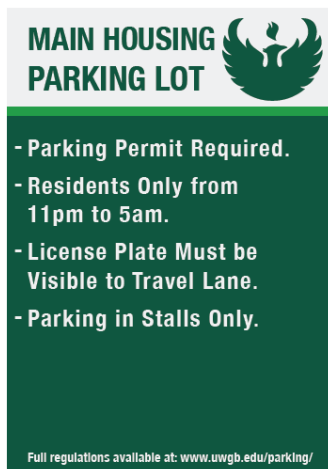 MAIN HOUSING
PARKING LOT
- Parking Permit Required.
- Residents Only from
11pm to 5am.
- License Plate Must be
Visible to Travel Lane.
- Parking in Stalls Only.
Full regulations available at: www.uwgb.edu/parking/